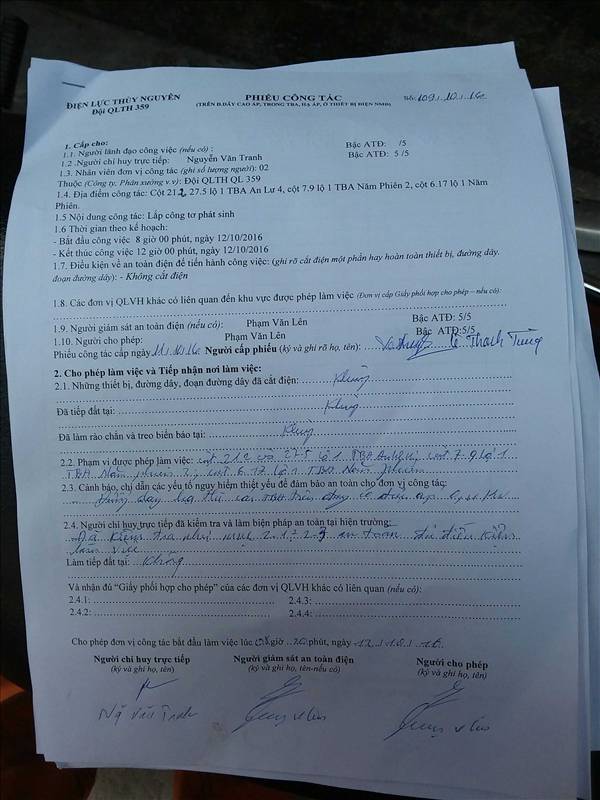 ĐIỆN LỰC THỦY NGUYÊN
Đội QLTH 359
PHIẾU CÔNG TÁC
(TRÊN Đ.DÂY CAO ÁP, TRONG TBA, HẠ ÁP, Ở THIẾT BỊ ĐIỆN NMĐ)
Số: 109/10/16
1. Cấp cho:
1.1. Người lãnh đạo công việc (nếu có) : Bậc ATĐ: /5
1.2 .Người chỉ huy trực tiếp: Nguyễn Văn Tranh Bậc ATĐ: 5 /5
1.3. Nhân viên đơn vị công tác (ghi số lượng người): 02
Thuộc (Công ty, Phân xưởng v.v): Đội QLTH QL 359
1.4. Địa điểm công tác: Cột 21.2, 27.5 lộ 1 TBA An Lư 4, cột 7.9 lộ 1 TBA Năm Phiên 2, cột 6.17 lộ 1 Năm
Phiên.
1.5 Nội dung công tác: Lắp công tơ phát sinh
1.6 Thời gian theo kế hoạch:
- Bắt đầu công việc 8 giờ 00 phút, ngày 12/10/2016
- Kết thúc công việc 12 giờ 00 phút, ngày 12/10/2016
1.7. Điều kiện về an toàn điện để tiến hành công việc: (ghi rõ cắt điện một phần hay hoàn toàn thiết bị, đường dây,
đoạn đường dây): - Không cắt điện
1.8. Các đơn vị QLVH khác có liên quan đến khu vực được phép làm việc (Đơn vị cấp Giấy phối hợp cho phép – nếu có):
1.9. Người giám sát an toàn điện (nếu có): Phạm Văn Lên Bậc ATĐ: 5/5
1.10. Người cho phép: Phạm Văn Lên Bậc ATĐ:5/5
Phiếu công tác cấp ngày 11/10/16 Người cấp phiếu (ký và ghi rõ họ, tên): Lê Thanh Tùng
2. Cho phép làm việc và Tiếp nhận nơi làm việc:
2.1. Những thiết bị, đường dây, đoạn đường dây đã cắt điện: Không
Đã tiếp đất tại: Không
Đã làm rào chắn và treo biển báo tại: Không
2.2. Phạm vi được phép làm việc: cột 21.2 27.5 lộ 1 TBA An Lư, cột 7.9 lộ 1
TBA Năm Phiên 2, cột 6.17 lộ 1 TBA Năm Phiên
2.3. Cảnh báo, chỉ dẫn các yếu tố nguy hiểm thiết yếu để đảm bảo an toàn cho đơn vị công tác:
Đường dây TBA trên
2.4. Người chỉ huy trực tiếp đã kiểm tra và làm biện pháp an toàn tại hiện trường:
Đã kiểm tra như mục 2.1, 2.3 an toàn đủ điều kiện
làm việc
Làm tiếp đất tại: Không
Và nhận đủ “Giấy phối hợp cho phép” của các đơn vị QLVH khác có liên quan (nếu có):
2.4.1: 2.4.3:
2.4.2: 2.4.4:
Cho phép đơn vị công tác bắt đầu làm việc lúc giờ 20 phút, ngày 12/10/16
Người chỉ huy trực tiếp Người giám sát an toàn điện Người cho phép
(ký và ghi họ, tên) (ký và ghi họ, tên-nếu có) (ký và ghi họ, tên)
Ng Văn Tranh Phạm V Lên Phạm V Lên